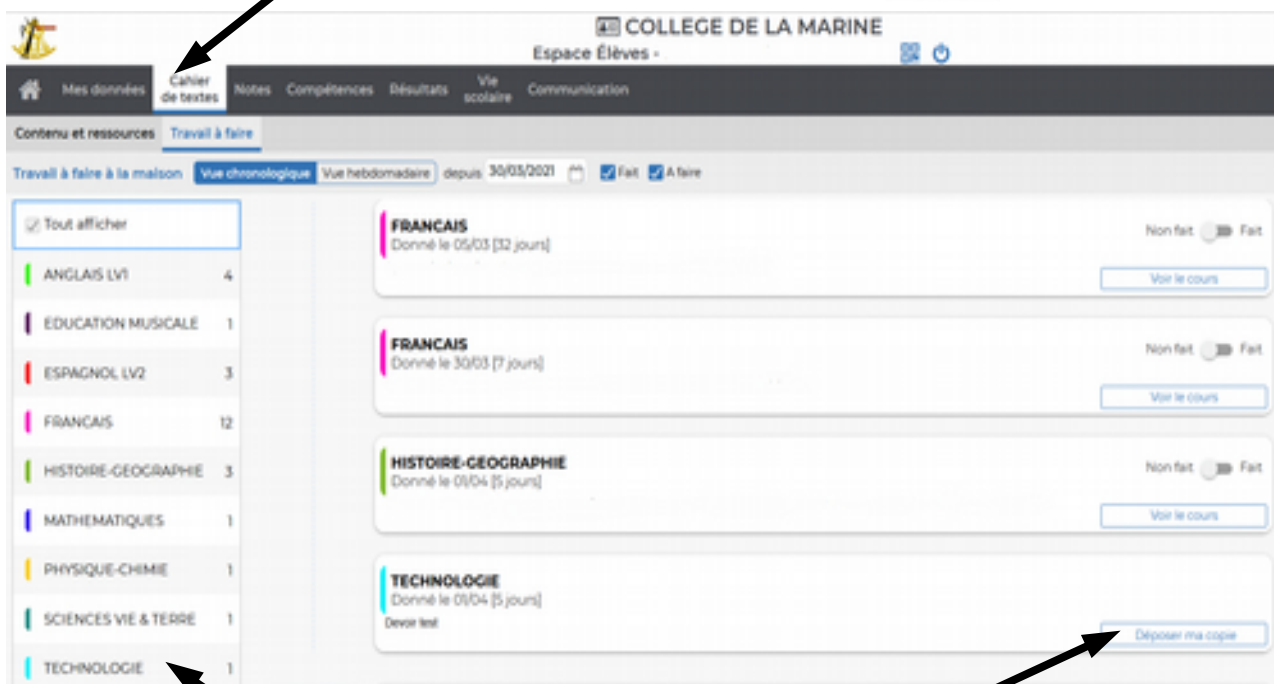 COLLEGE DE LA MARINE
Espace Élèves -
Mes données Cahier de textes Notes Compétences Résultats Vie scolaire Communication
Contenu et ressources Travail à faire
Travail à faire à la maison Vue chronologique Vue hebdomadaire depuis 30/03/2021 Fait A faire
Tout afficher
ANGLAIS LV1 4
EDUCATION MUSICALE 1
ESPAGNOL LV2 3
FRANCAIS 12
HISTOIRE-GEOGRAPHIE 3
MATHEMATIQUES 1
PHYSIQUE-CHIMIE 1
SCIENCES VIE & TERRE 1
TECHNOLOGIE 1
FRANCAIS
Donné le 05/03 [32 jours]
Non fait Fait
Voir le cours
FRANCAIS
Donné le 30/03 [7 jours]
Non fait Fait
Voir le cours
HISTOIRE-GEOGRAPHIE
Donné le 01/04 [5 jours]
Non fait Fait
Voir le cours
TECHNOLOGIE
Donné le 01/04 [5 jours]
Devoir test
Déposer ma copie